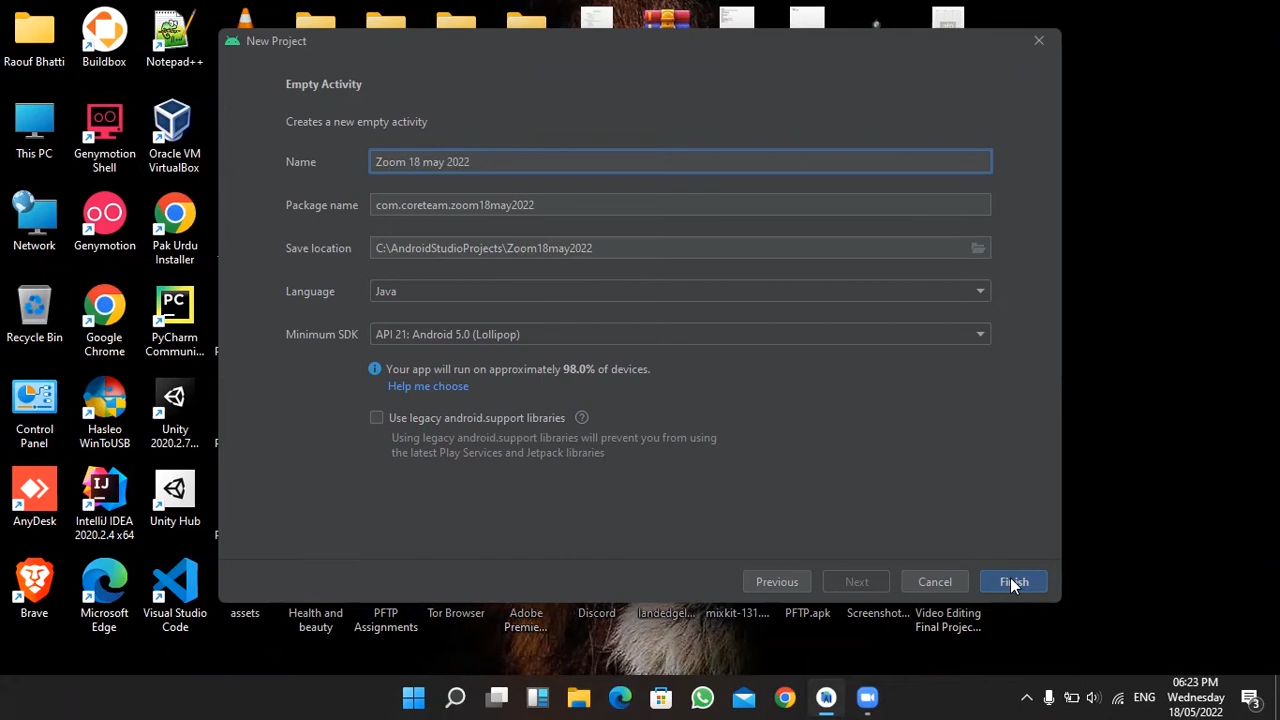 New Project
Empty Activity
Creates a new empty activity
Name
Zoom 18 may 2022
Package name
com.coreteam.zoom18may2022
Save location
C:\AndroidStudioProjects\Zoom18may2022
Language
Java
Minimum SDK
API 21: Android 5.0 (Lollipop)
Your app will run on approximately 98.0% of devices.
Help me choose
Use legacy android.support libraries
Using legacy android.support libraries will prevent you from using
the latest Play Services and Jetpack libraries
Previous
Next
Cancel
Finish
Raouf Bhatti
Buildbox
Notepad++
This PC
Genymotion
Shell
Oracle VM
VirtualBox
Network
Genymotion
Pak Urdu
Installer
Recycle Bin
Google
Chrome
PyCharm
Communi...
Control
Panel
Hasleo
WinToUSB
Unity
2020.2.7...
AnyDesk
IntelliJ IDEA
2020.2.4 x64
Unity Hub
Brave
Microsoft
Edge
Visual Studio
Code
assets
Health and
beauty
PFTP
Assignments
Tor Browser
Adobe
Premie...
Discord
landedgel...
mixkit-131...
PFTP.apk
Screenshot...
Video Editing
Final Projec...
ENG
06:23 PM
Wednesday
18/05/2022
3